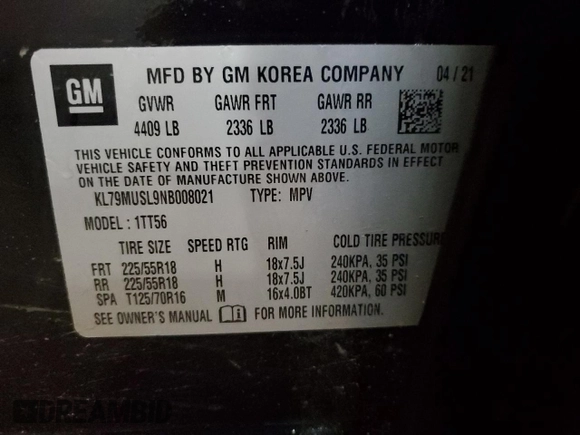 GM
MFD BY GM KOREA COMPANY 04 / 21
GVWR GAWR FRT GAWR RR
4409 LB 2336 LB 2336 LB
THIS VEHICLE CONFORMS TO ALL APPLICABLE U.S. FEDERAL MOTOR
VEHICLE SAFETY AND THEFT PREVENTION STANDARDS IN EFFECT
ON THE DATE OF MANUFACTURE SHOWN ABOVE.
KL79MUSL9NB008021 TYPE: MPV
MODEL : 1TT56
TIRE SIZE SPEED RTG RIM COLD TIRE PRESSURE
FRT 225/55R18 H 18x7.5J 240KPA, 35 PSI
RR 225/55R18 H 18x7.5J 240KPA, 35 PSI
SPA T125/70R16 M 16x4.0BT 420KPA, 60 PSI
SEE OWNER'S MANUAL FOR MORE INFORMATION.
DREAMBID